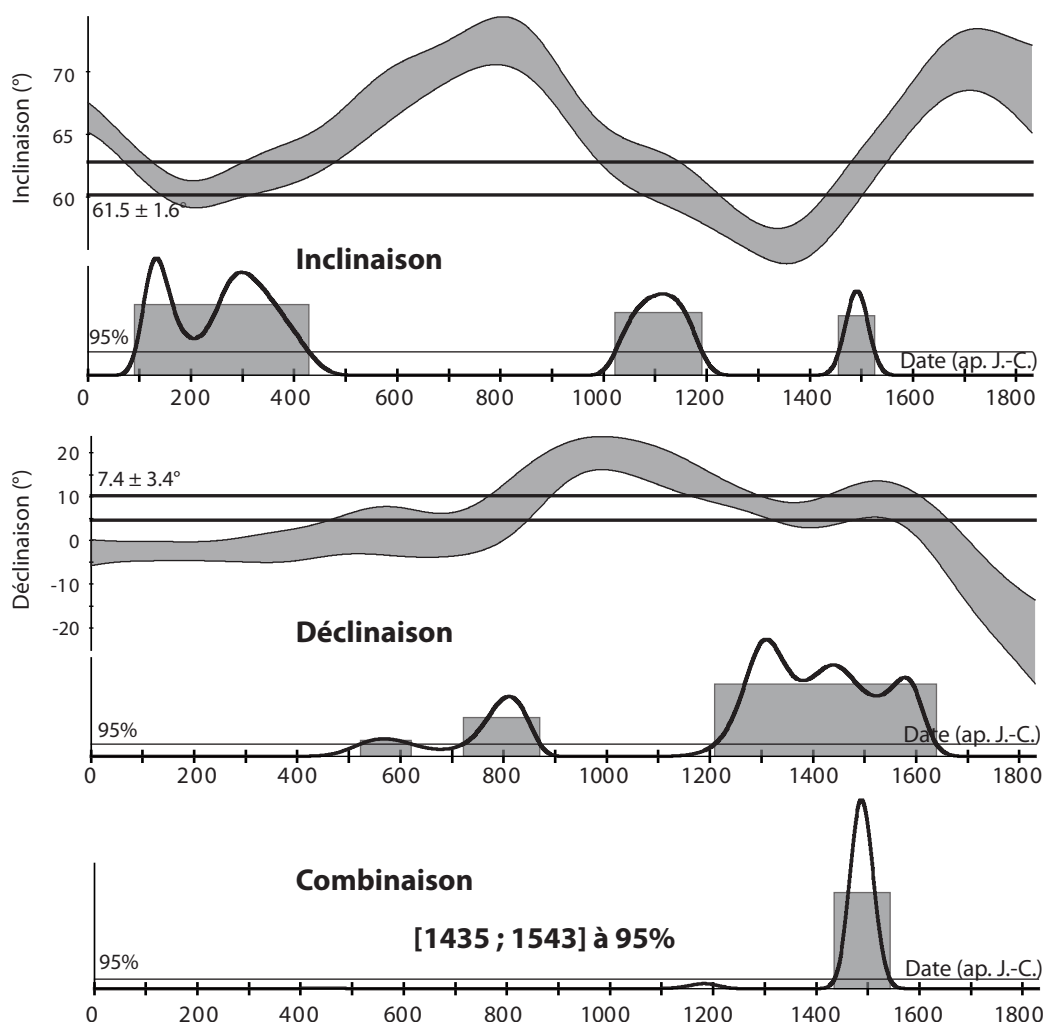 Inclinaison (°)
70
65
60
61.5 ± 1.6°
Inclinaison
95%
Date (ap. J.-C.)
0 200 400 600 800 1000 1200 1400 1600 1800
Déclinaison (°)
20
10
0
-10
-20
7.4 ± 3.4°
Déclinaison
95%
Date (ap. J.-C.)
0 200 400 600 800 1000 1200 1400 1600 1800
Combinaison
[1435 ; 1543] à 95%
95%
Date (ap. J.-C.)
0 200 400 600 800 1000 1200 1400 1600 1800